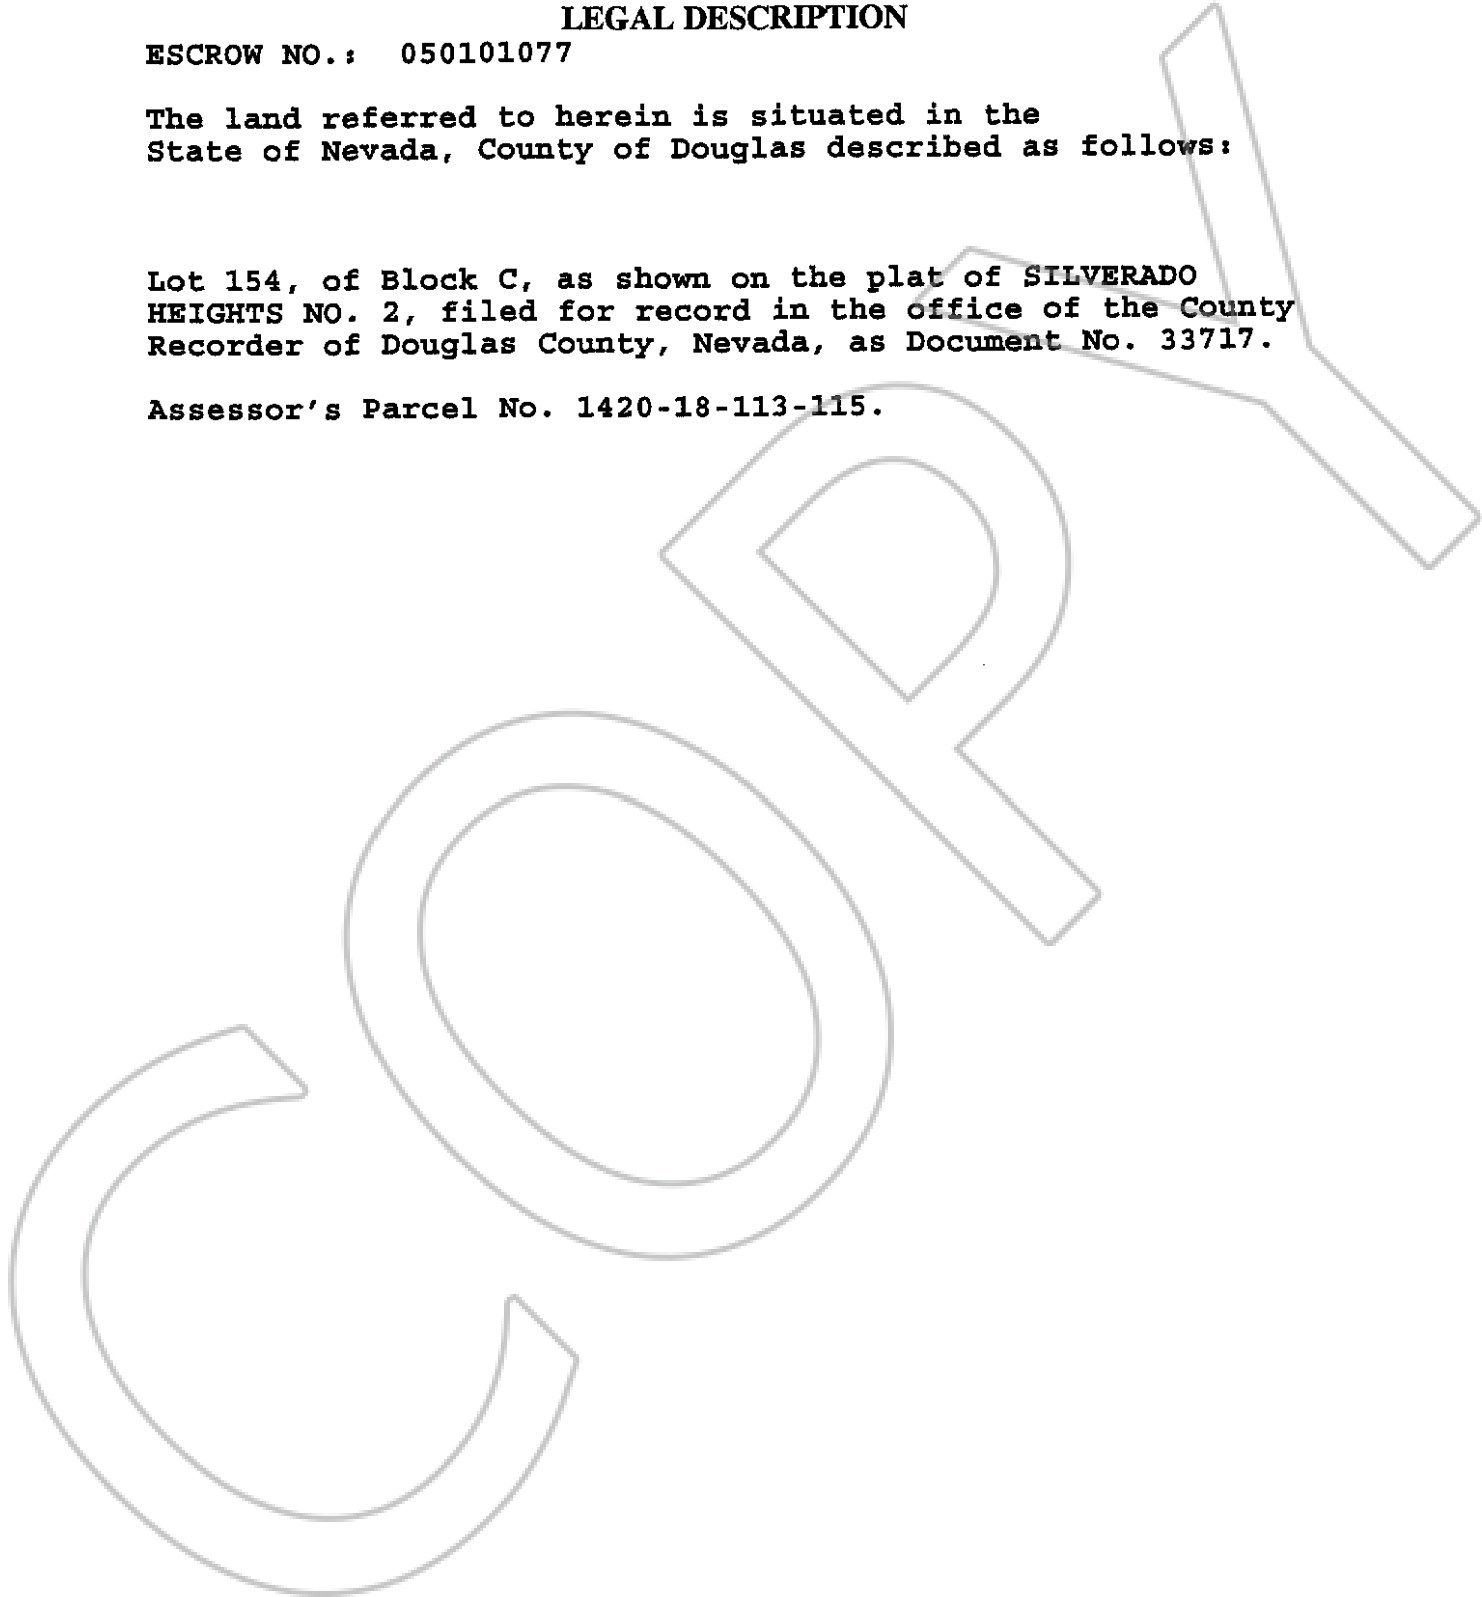 LEGAL DESCRIPTION
ESCROW NO.: 050101077
The land referred to herein is situated in the
State of Nevada, County of Douglas described as follows:
Lot 154, of Block C, as shown on the plat of SILVERADO
HEIGHTS NO. 2, filed for record in the office of the County
Recorder of Douglas County, Nevada, as Document No. 33717.
Assessor's Parcel No. 1420-18-113-115.
COPY